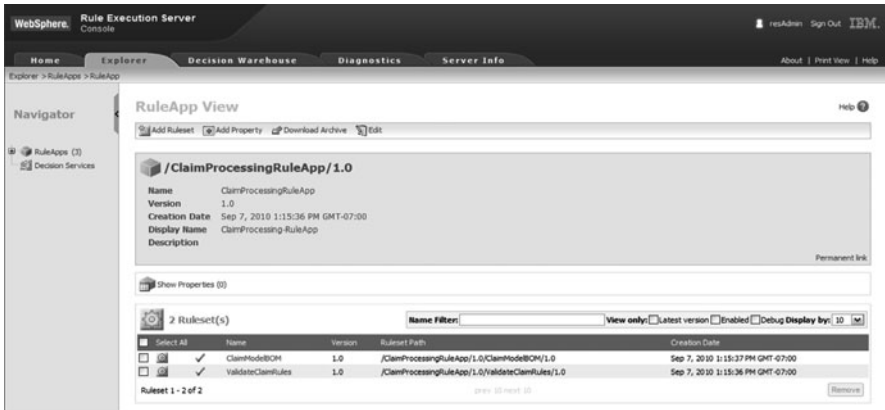 WebSphere. Rule Execution Server
Console
resAdmin Sign Out IBM.
Home Explorer Decision Warehouse Diagnostics Server Info About | Print View | Help
Explorer > RuleApps > RuleApp
Navigator
RuleApps (3)
Decision Services
RuleApp View Help
Add Ruleset Add Property Download Archive Edit
/ClaimProcessingRuleApp/1.0
Name ClaimProcessingRuleApp
Version 1.0
Creation Date Sep 7, 2010 1:15:36 PM GMT-07:00
Display Name ClaimProcessing-RuleApp
Description
Permanent link
Show Properties (0)
2 Ruleset(s) Name Filter: View only: Latest version Enabled Debug Display by: 10
Select All Name Version Ruleset Path Creation Date
ClaimModelBOM 1.0 /ClaimProcessingRuleApp/1.0/ClaimModelBOM/1.0 Sep 7, 2010 1:15:37 PM GMT-07:00
ValidateClaimRules 1.0 /ClaimProcessingRuleApp/1.0/ValidateClaimRules/1.0 Sep 7, 2010 1:15:36 PM GMT-07:00
Ruleset 1 - 2 of 2 prev 10 next 10 Remove